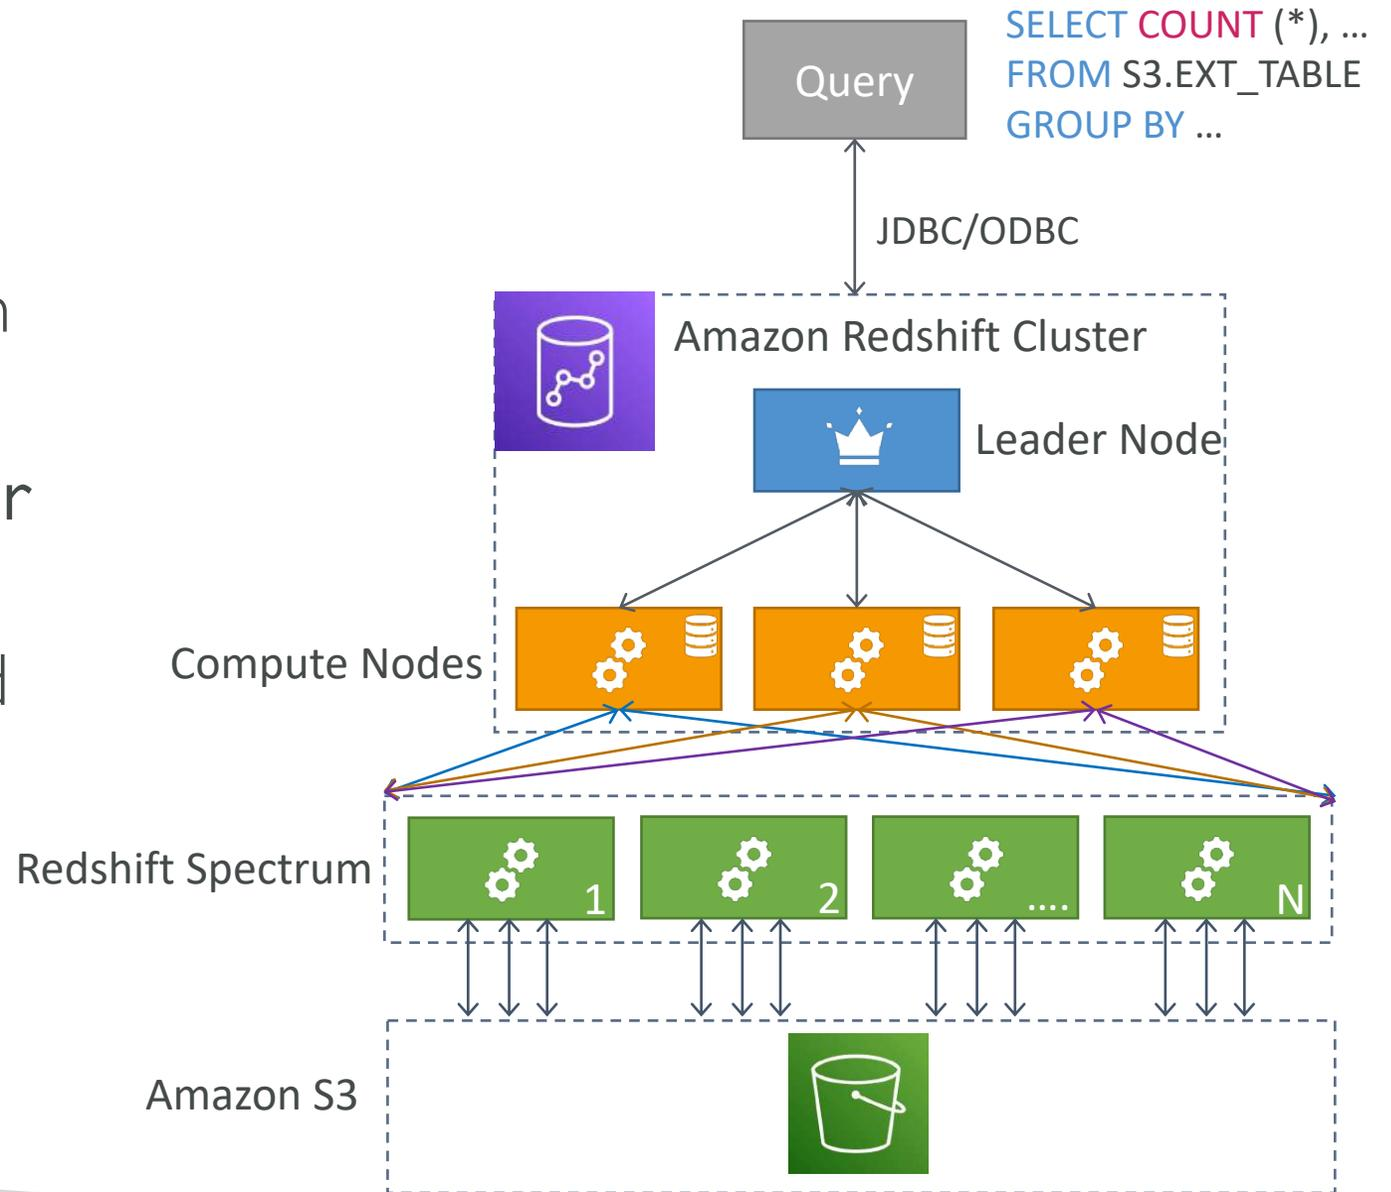 SELECT COUNT (*), ...
FROM S3.EXT_TABLE
GROUP BY ...
Query
JDBC/ODBC
Amazon Redshift Cluster
Leader Node
Compute Nodes
Redshift Spectrum
1
2
....
N
Amazon S3